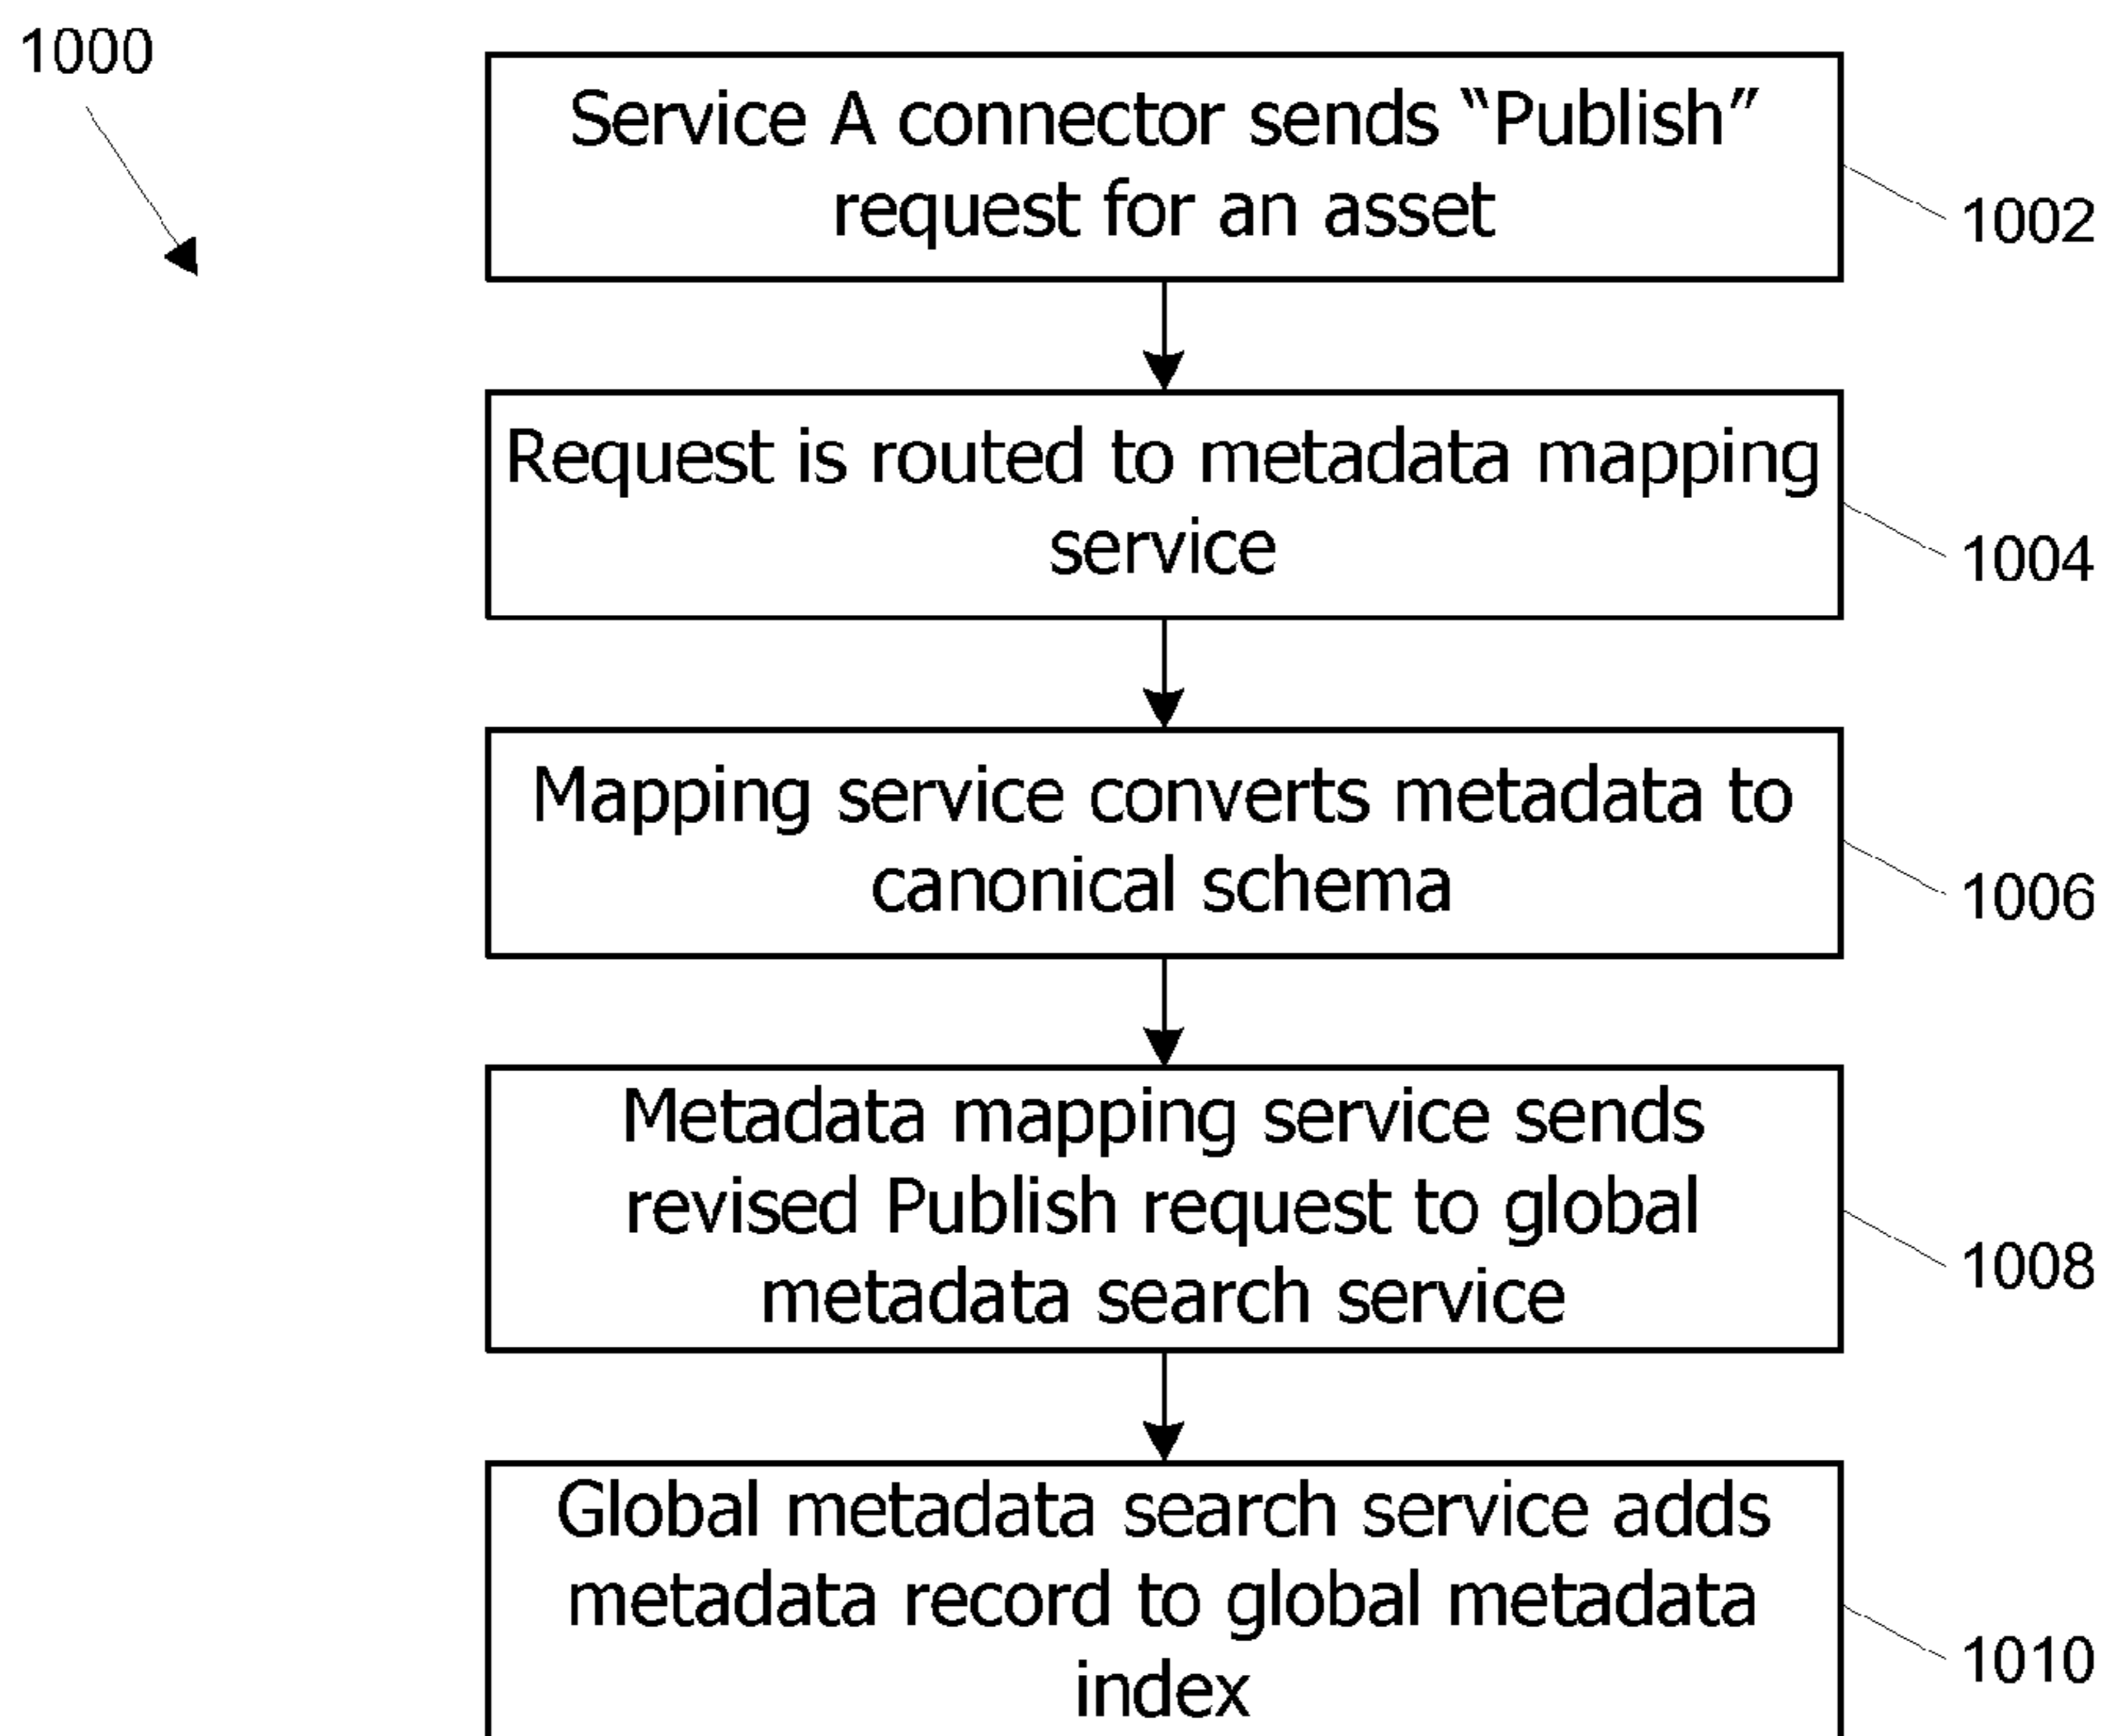 1000
Service A connector sends “Publish”
request for an asset
1002
Request is routed to metadata mapping
service
1004
Mapping service converts metadata to
canonical schema
1006
Metadata mapping service sends
revised Publish request to global
metadata search service
1008
Global metadata search service adds
metadata record to global metadata
index
1010